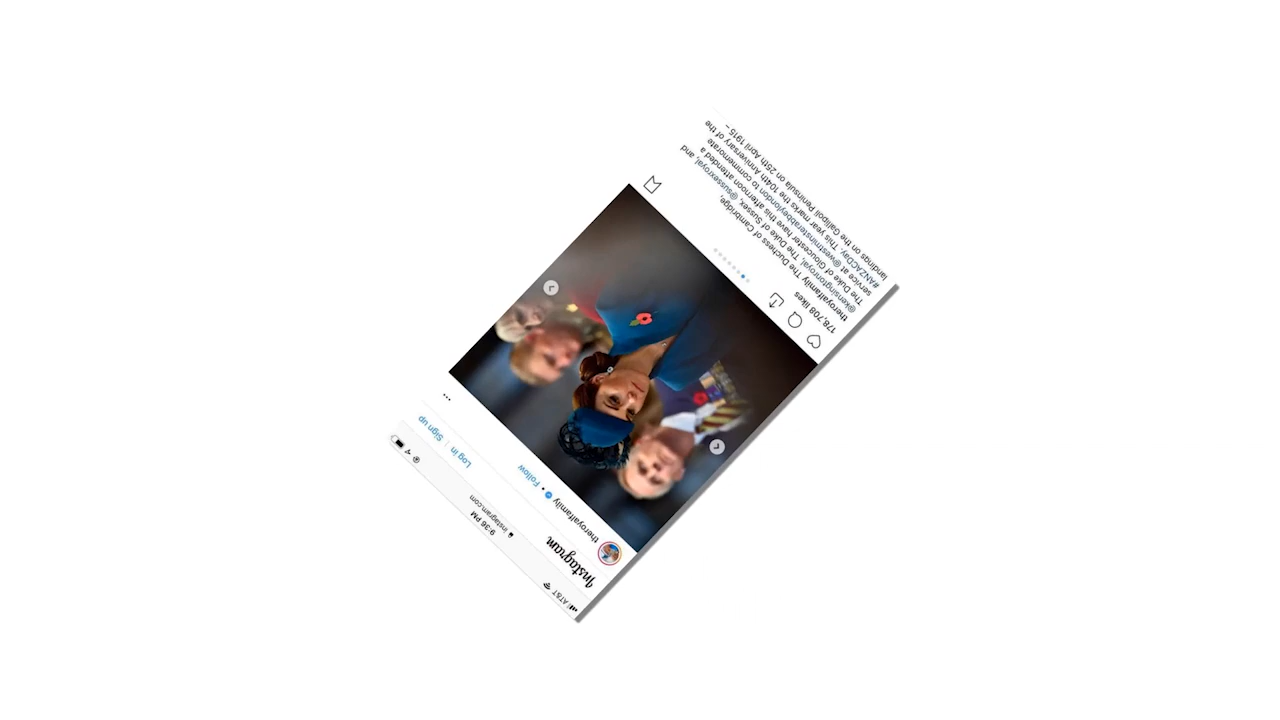 AT&T 9:36 PM
instagram.com
Instagram Log in | Sign up
theroyalfamily • Follow
178,708 likes
theroyalfamily The Duchess of Cambridge,
@kensingtonroyal, The Duke of Sussex, @sussexroyal, and
The Duke of Gloucester have this afternoon attended a
service at @westminsterabbeylondon to commemorate
#ANZACDay. This year marks the 104th Anniversary of the
landings on the Gallipoli Peninsula on 25th April 1915 –